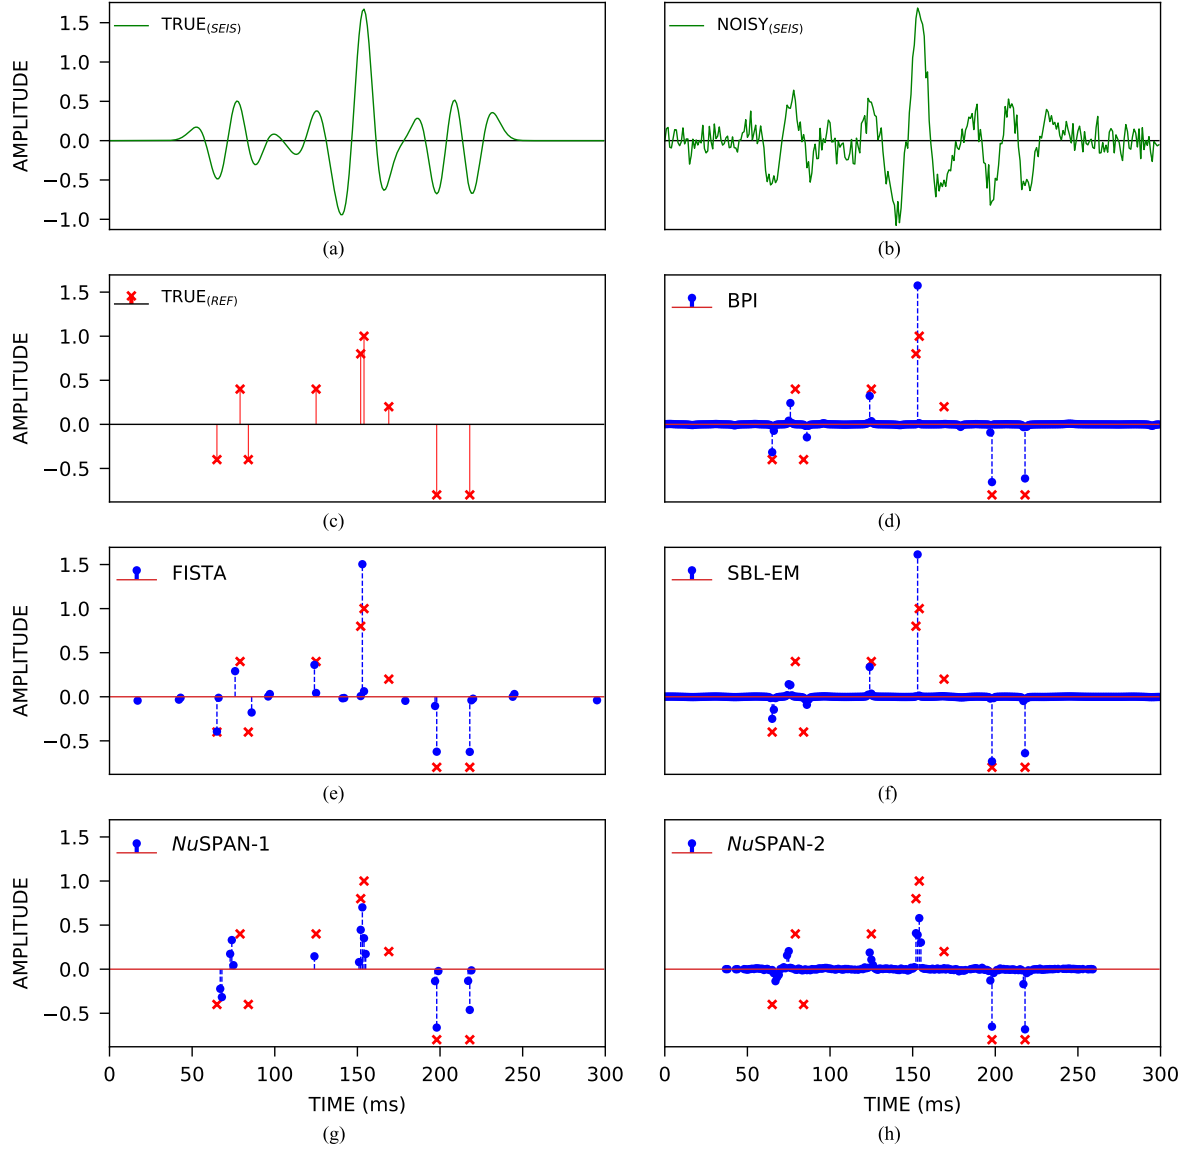 TRUE(SEIS)
NOISY(SEIS)
AMPLITUDE
1.5
1.0
0.5
0.0
−0.5
−1.0
(a)
(b)
TRUE(REF)
BPI
AMPLITUDE
1.5
1.0
0.5
0.0
−0.5
(c)
(d)
FISTA
SBL-EM
AMPLITUDE
1.5
1.0
0.5
0.0
−0.5
(e)
(f)
NuSPAN-1
NuSPAN-2
AMPLITUDE
1.5
1.0
0.5
0.0
−0.5
0 50 100 150 200 250 300
0 50 100 150 200 250 300
TIME (ms)
TIME (ms)
(g)
(h)